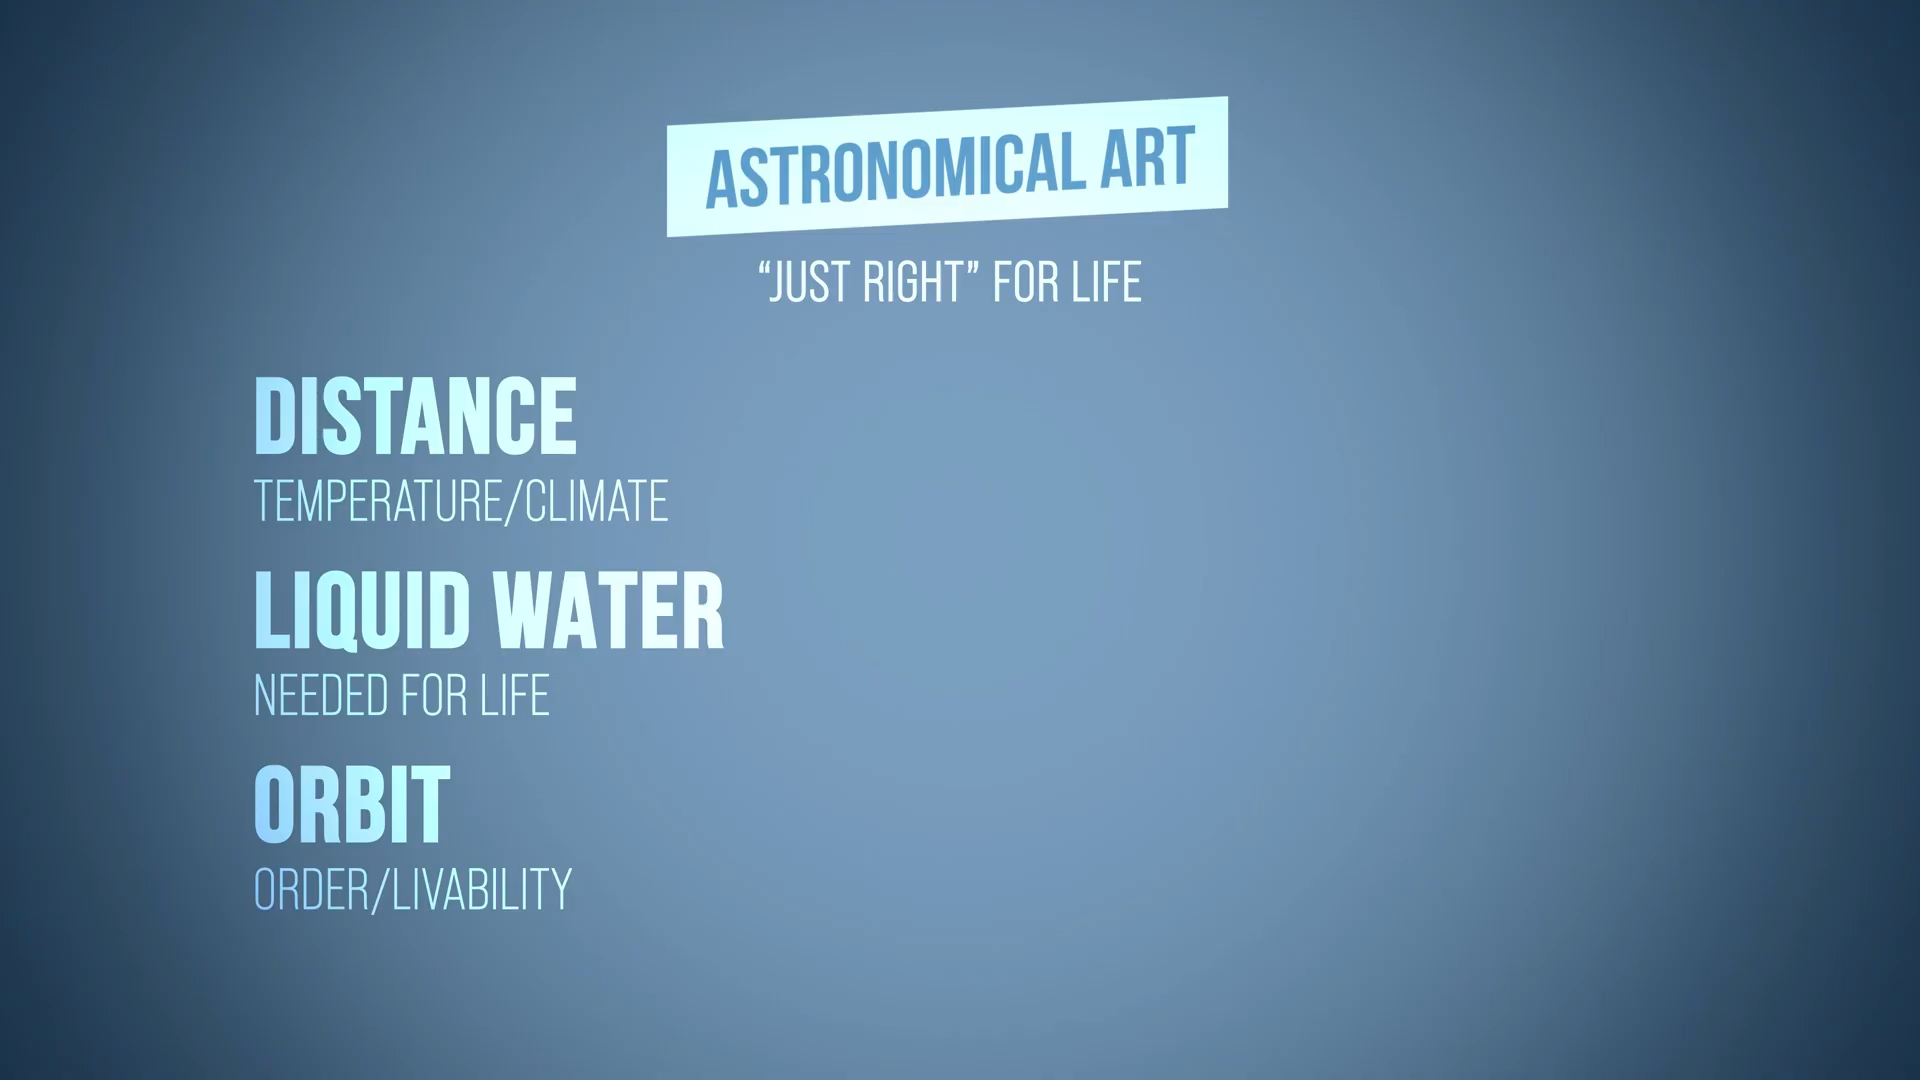 ASTRONOMICAL ART
“JUST RIGHT” FOR LIFE
DISTANCE
TEMPERATURE/CLIMATE
LIQUID WATER
NEEDED FOR LIFE
ORBIT
ORDER/LIVABILITY